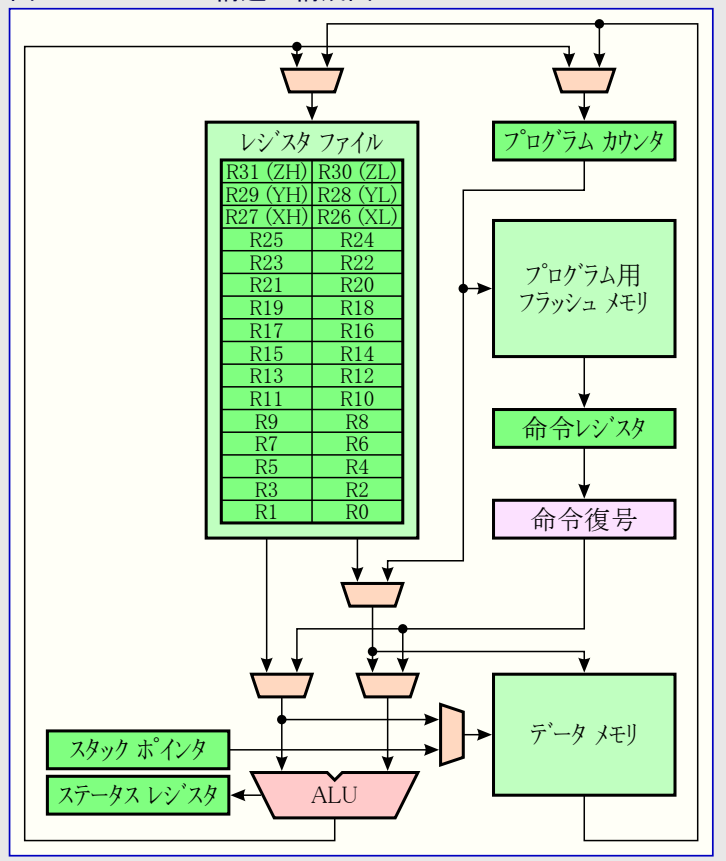 レジスタ ファイル
プログラム カウンタ
R31 (ZH) R30 (ZL)
R29 (YH) R28 (YL)
R27 (XH) R26 (XL)
R25 R24
R23 R22
R21 R20
R19 R18
R17 R16
R15 R14
R13 R12
R11 R10
R9 R8
R7 R6
R5 R4
R3 R2
R1 R0
プログラム用
フラッシュ メモリ
命令レジスタ
命令復号
データ メモリ
スタック ポインタ
ステータス レジスタ
ALU